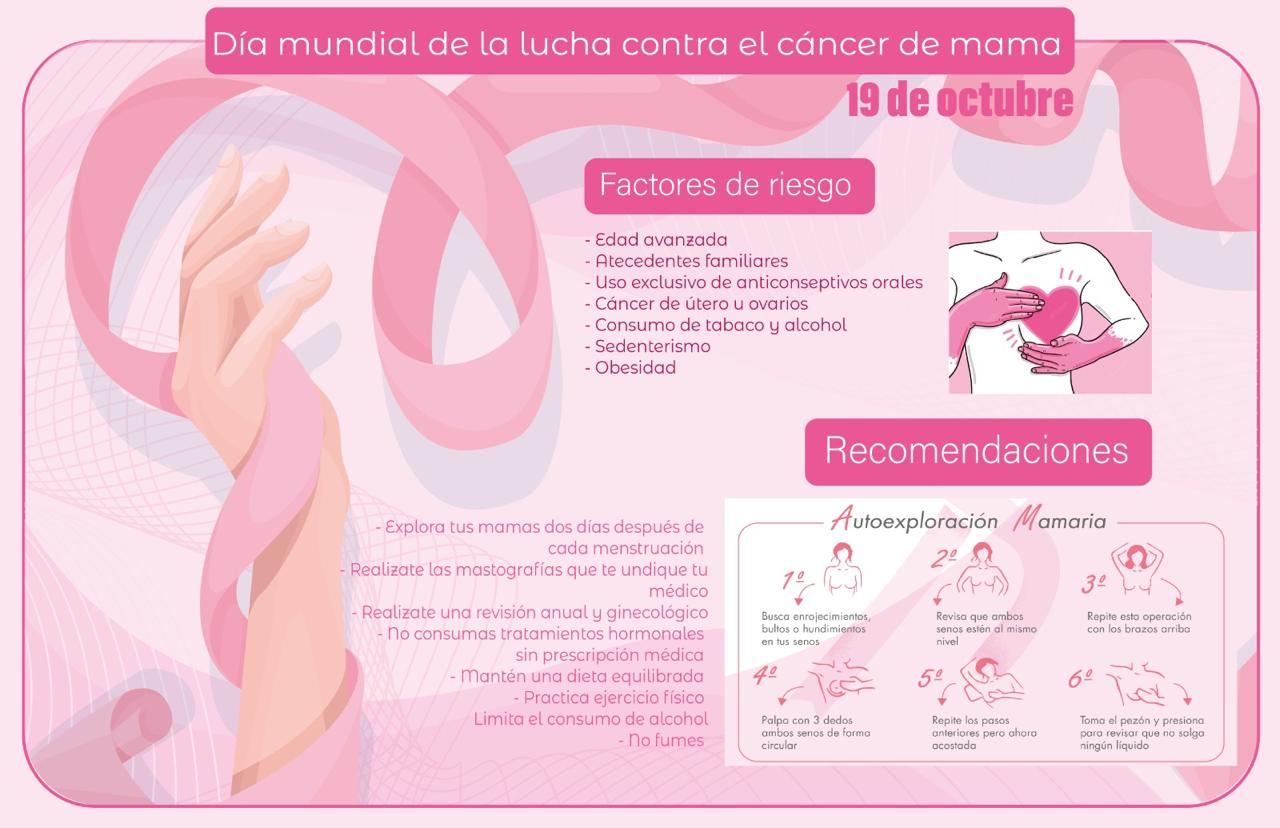 Día mundial de la lucha contra el cáncer de mama
19 de octubre
Factores de riesgo
- Edad avanzada
- Atecedentes familiares
- Uso exclusivo de anticonseptivos orales
- Cáncer de útero u ovarios
- Consumo de tabaco y alcohol
- Sedenterismo
- Obesidad
Recomendaciones
- Explora tus mamas dos días después de
cada menstruación
- Realizate las mastografías que te undique tu
médico
- Realizate una revisión anual y ginecológico
- No consumas tratamientos hormonales
sin prescripción médica
- Mantén una dieta equilibrada
- Practica ejercicio físico
Limita el consumo de alcohol
- No fumes
Autoexploración Mamaria
1º
Busca enrojecimientos,
bultos o hundimientos
en tus senos
2º
Revisa que ambos
senos estén al mismo
nivel
3º
Repite esta operación
con los brazos arriba
4º
Palpa con 3 dedos
ambos senos de forma
circular
5º
Repite los pasos
anteriores pero ahora
acostada
6º
Toma el pezón y presiona
para revisar que no salga
ningún líquido